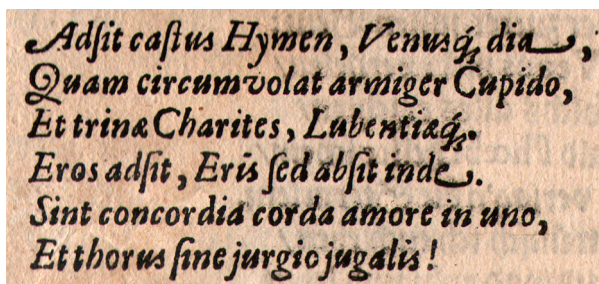 Adſit caſtus Hymen, Venusq́; dia,
Quam circumvolat armiger Cupido,
Et trinæ Charites, Lubentiæq́;.
Eros adſit, Eris ſed abſit inde.
Sint concordia corda amore in uno,
Et thorus ſine jurgio jugalis!